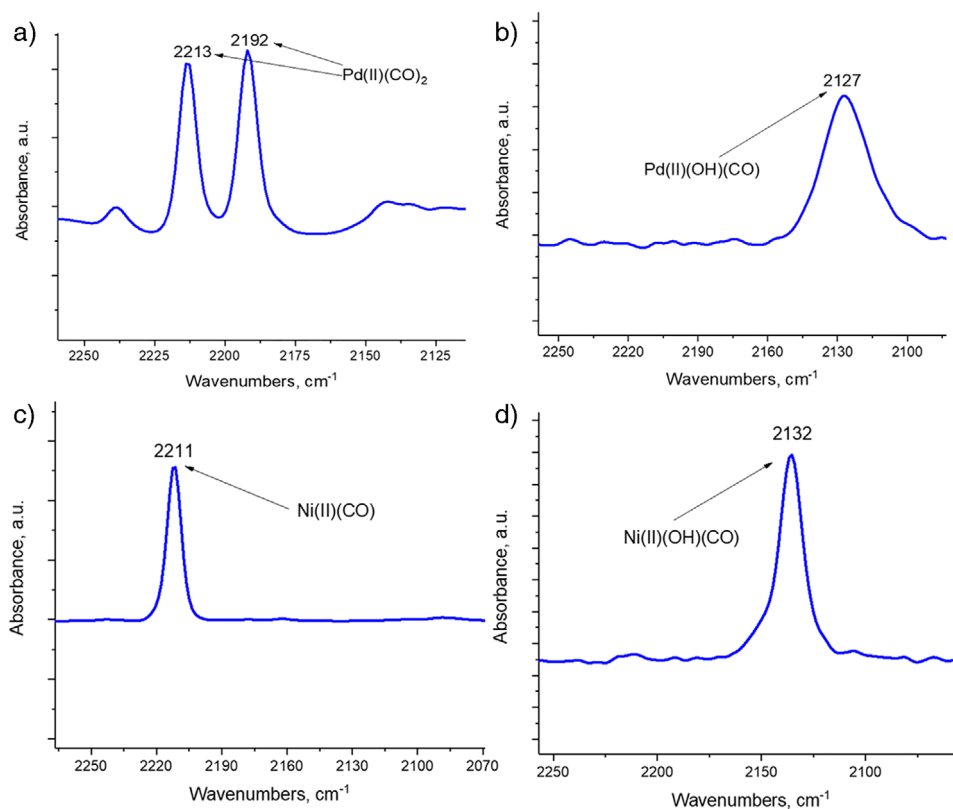 a)
2213
2192
Pd(II)(CO)₂
Absorbance, a.u.
2250 2225 2200 2175 2150 2125
Wavenumbers, cm⁻¹
b)
2127
Pd(II)(OH)(CO)
Absorbance, a.u.
2250 2220 2190 2160 2130 2100
Wavenumbers, cm⁻¹
c)
2211
Ni(II)(CO)
Absorbance, a.u.
2250 2220 2190 2160 2130 2100 2070
Wavenumbers, cm⁻¹
d)
2132
Ni(II)(OH)(CO)
Absorbance, a.u.
2250 2200 2150 2100
Wavenumbers, cm⁻¹